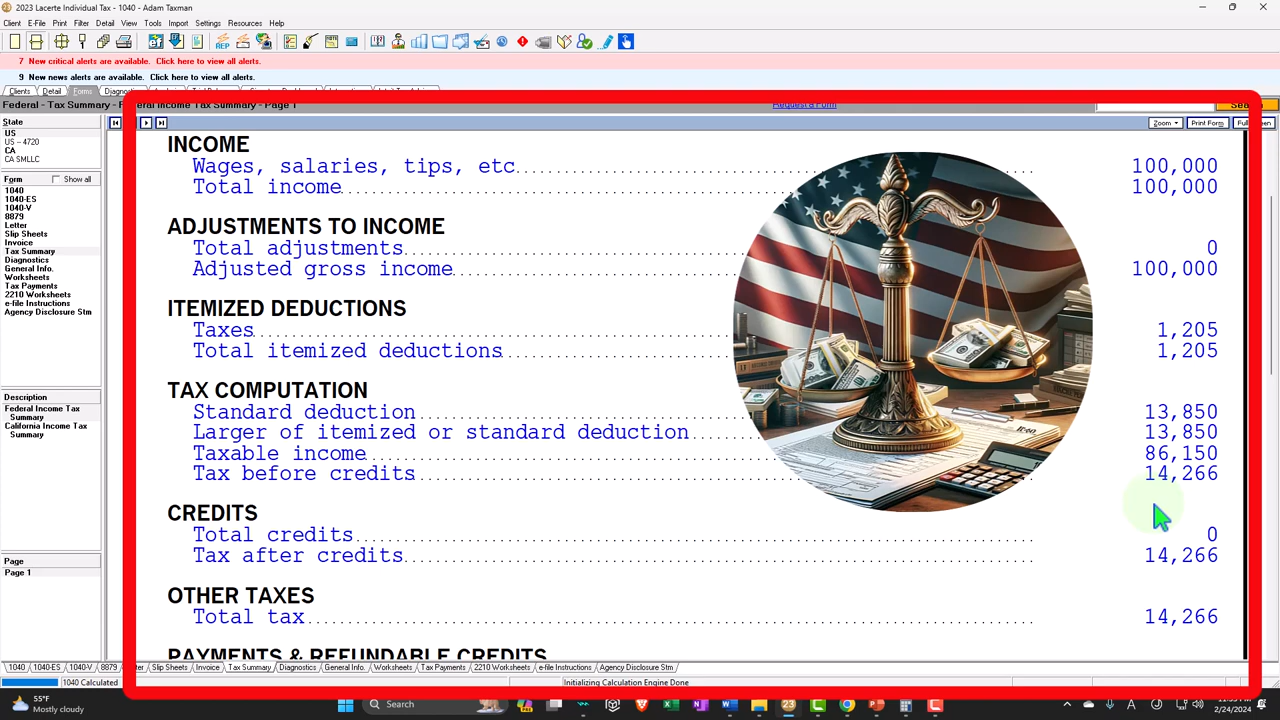 2023 Lacerte Individual Tax - 1040 - Adam Taxman
Client E-File Print Filter Detail View Tools Import Settings Resources Help
7 New critical alerts are available. Click here to view all alerts.
9 New news alerts are available. Click here to view all alerts.
Clients Detail Forms
Federal - Tax Summary - Federal Income Tax Summary - Page 1
Request a Form
State
US
US - 4720
CA
CA SMLLC
Zoom Print Form
Form Show all
1040
1040-ES
1040-V
8879
Letter
Slip Sheets
Invoice
Tax Summary
Diagnostics
General Info.
Worksheets
Tax Payments
2210 Worksheets
e-file Instructions
Agency Disclosure Stm
Description
Federal Income Tax
Summary
California Income Tax
Summary
Page
Page 1
INCOME
Wages, salaries, tips, etc 100,000
Total income 100,000
ADJUSTMENTS TO INCOME
Total adjustments 0
Adjusted gross income 100,000
ITEMIZED DEDUCTIONS
Taxes 1,205
Total itemized deductions 1,205
TAX COMPUTATION
Standard deduction 13,850
Larger of itemized or standard deduction 13,850
Taxable income 86,150
Tax before credits 14,266
CREDITS
Total credits 0
Tax after credits 14,266
OTHER TAXES
Total tax 14,266
PAYMENTS & REFUNDABLE CREDITS
1040 1040-ES 1040-V 8879 Slip Sheets Invoice Tax Summary Diagnostics General Info. Worksheets Tax Payments 2210 Worksheets e-file Instructions Agency Disclosure Stm
1040 Calculated Initializing Calculation Engine Done
55°F
Mostly cloudy
Search
2/24/2024